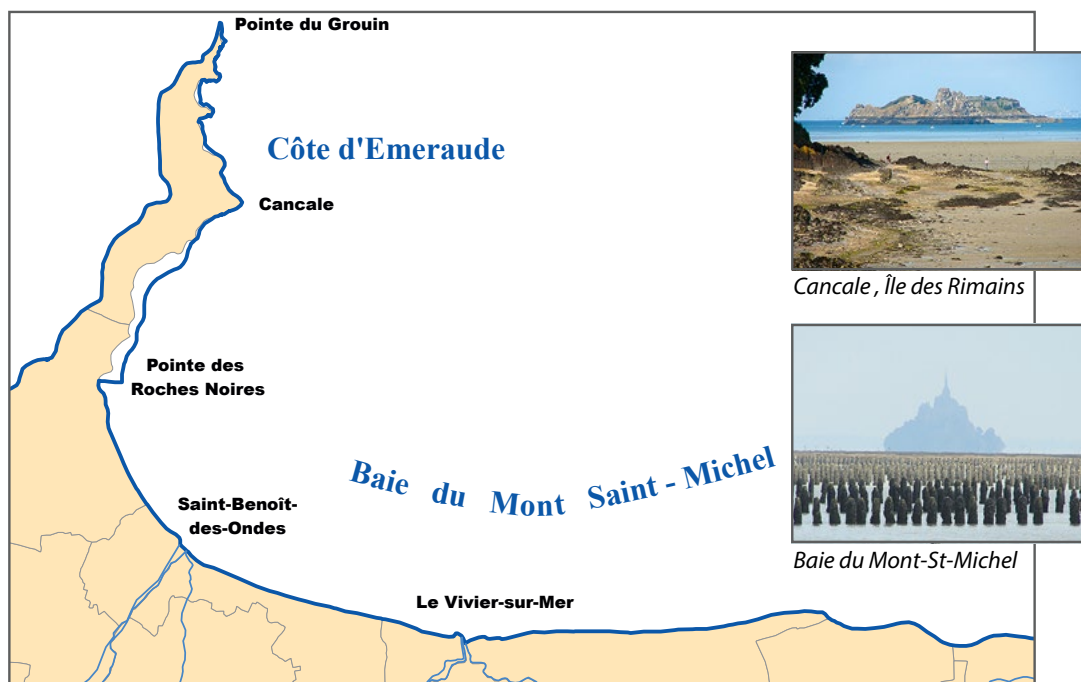 Pointe du Grouin
Côte d'Emeraude
Cancale
Cancale , Île des Rimains
Pointe des
Roches Noires
Baie du Mont Saint - Michel
Saint-Benoît-
des-Ondes
Baie du Mont-St-Michel
Le Vivier-sur-Mer